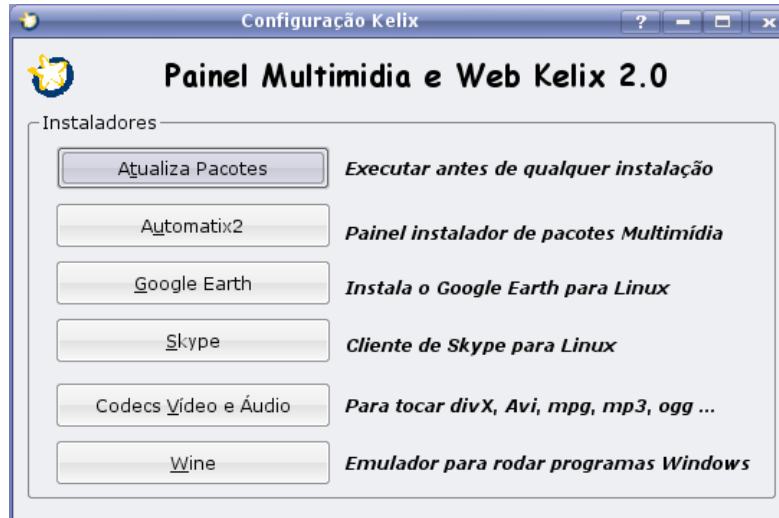 Configuração Kelix
Painel Multimidia e Web Kelix 2.0
Instaladores
Atualiza Pacotes Executar antes de qualquer instalação
Automatix2 Painel instalador de pacotes Multimídia
Google Earth Instala o Google Earth para Linux
Skype Cliente de Skype para Linux
Codecs Vídeo e Áudio Para tocar divX, Avi, mpg, mp3, ogg ...
Wine Emulador para rodar programas Windows